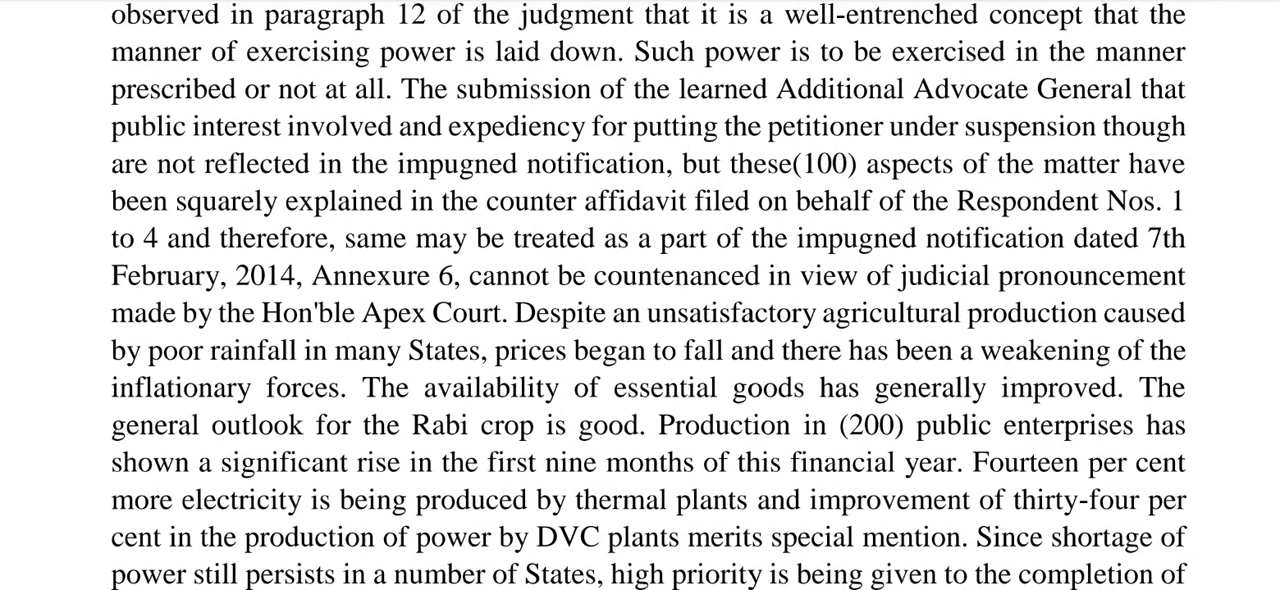 observed in paragraph 12 of the judgment that it is a well-entrenched concept that the
manner of exercising power is laid down. Such power is to be exercised in the manner
prescribed or not at all. The submission of the learned Additional Advocate General that
public interest involved and expediency for putting the petitioner under suspension though
are not reflected in the impugned notification, but these(100) aspects of the matter have
been squarely explained in the counter affidavit filed on behalf of the Respondent Nos. 1
to 4 and therefore, same may be treated as a part of the impugned notification dated 7th
February, 2014, Annexure 6, cannot be countenanced in view of judicial pronouncement
made by the Hon'ble Apex Court. Despite an unsatisfactory agricultural production caused
by poor rainfall in many States, prices began to fall and there has been a weakening of the
inflationary forces. The availability of essential goods has generally improved. The
general outlook for the Rabi crop is good. Production in (200) public enterprises has
shown a significant rise in the first nine months of this financial year. Fourteen per cent
more electricity is being produced by thermal plants and improvement of thirty-four per
cent in the production of power by DVC plants merits special mention. Since shortage of
power still persists in a number of States, high priority is being given to the completion of